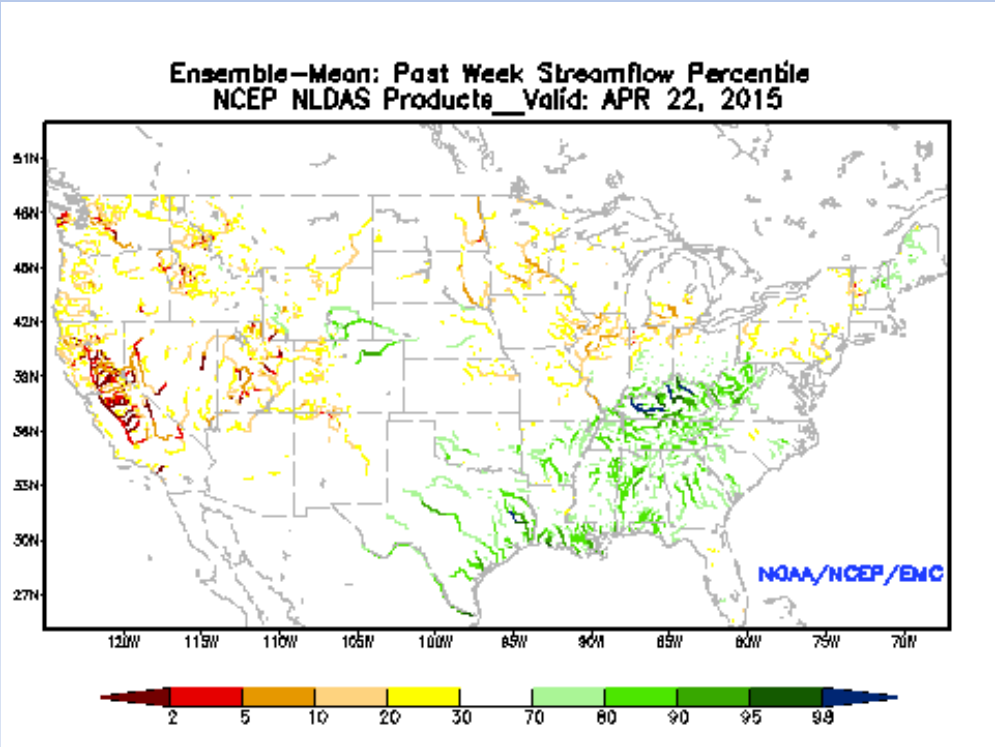 Ensemble-Mean: Past Week Streamflow Percentile
NCEP NLDAS Products__Valid: APR 22, 2015
51N
48N
45N
42N
39N
36N
33N
30N
27N
120W
115W
110W
105W
100W
95W
90W
85W
80W
75W
70W
NOAA/NCEP/EMC
2
5
10
20
30
70
80
90
95
98